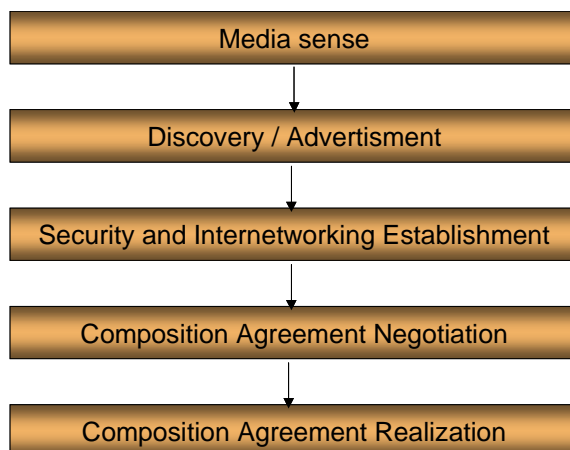 Media sense
Discovery / Advertisment
Security and Internetworking Establishment
Composition Agreement Negotiation
Composition Agreement Realization